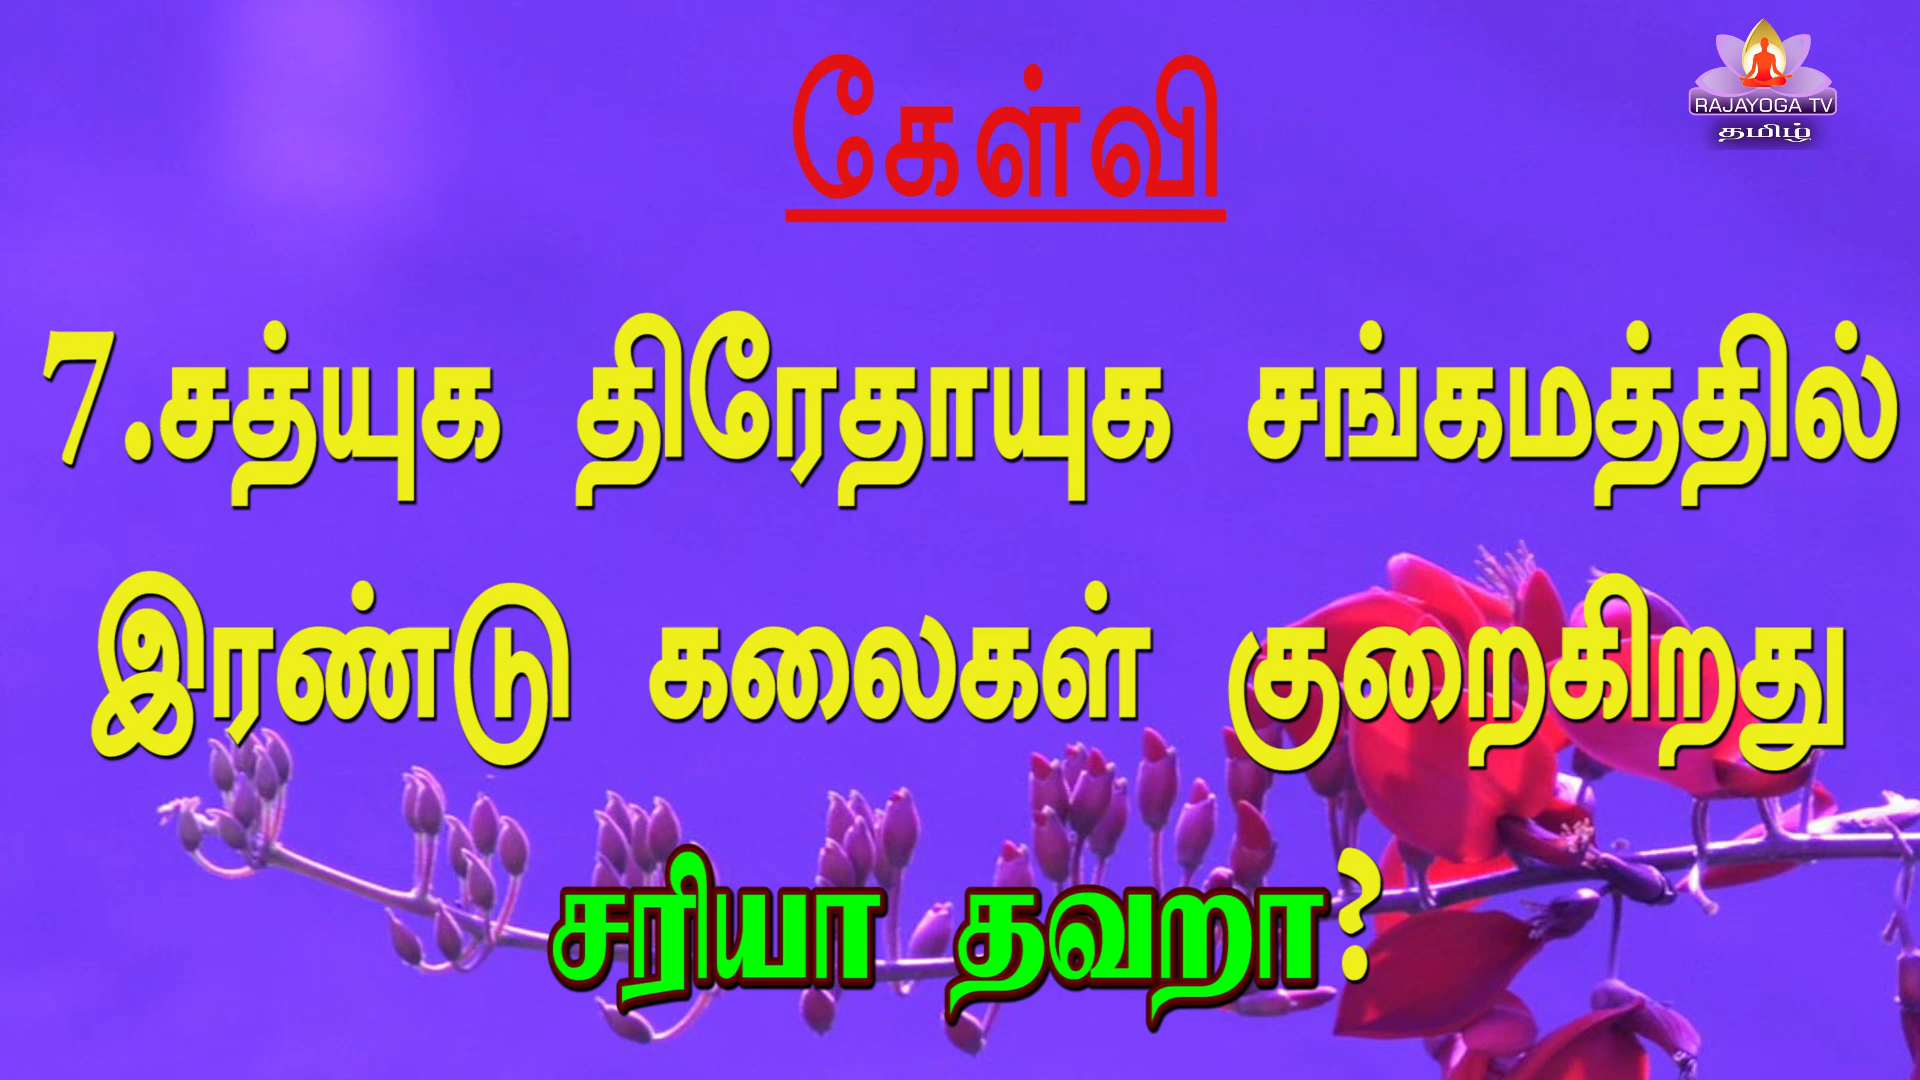 RAJAYOGA TV
தமிழ்
கேள்வி
7.சத்யுக திரேதாயுக சங்கமத்தில்
இரண்டு கலைகள் குறைகிறது
சரியா தவறா?